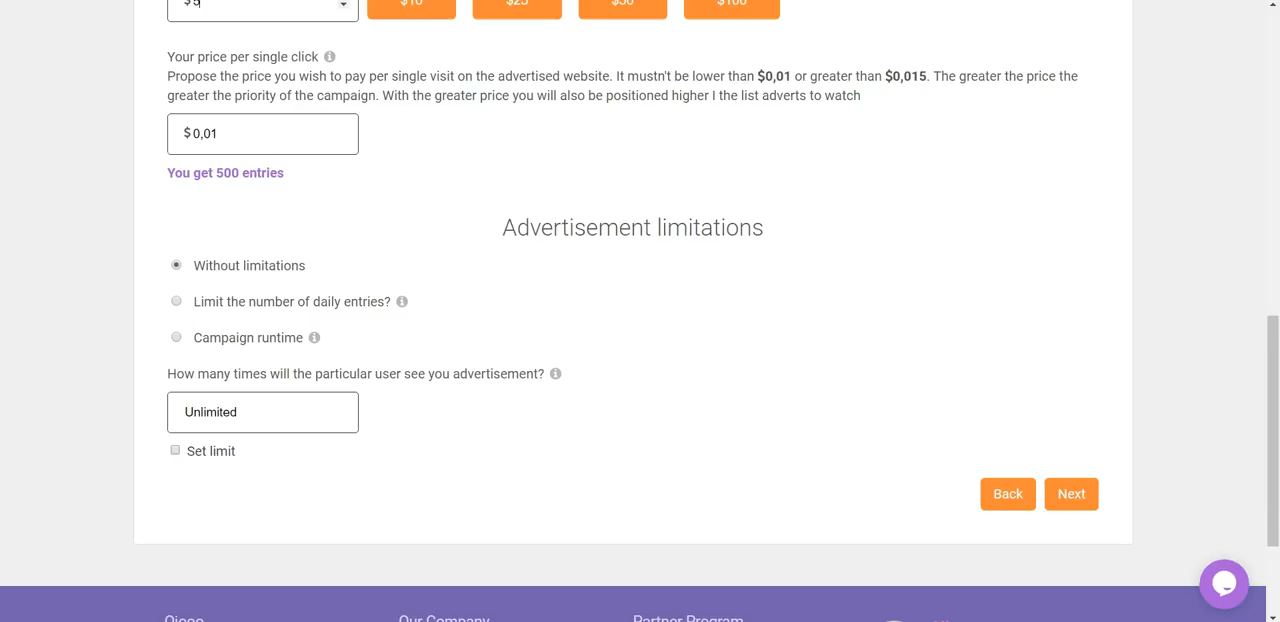 $ 5
$10 $25 $50 $100
Your price per single click
Propose the price you wish to pay per single visit on the advertised website. It mustn't be lower than $0,01 or greater than $0,015. The greater the price the
greater the priority of the campaign. With the greater price you will also be positioned higher I the list adverts to watch
$ 0,01
You get 500 entries
Advertisement limitations
Without limitations
Limit the number of daily entries?
Campaign runtime
How many times will the particular user see you advertisement?
Unlimited
Set limit
Back Next
Our Company Partner Program